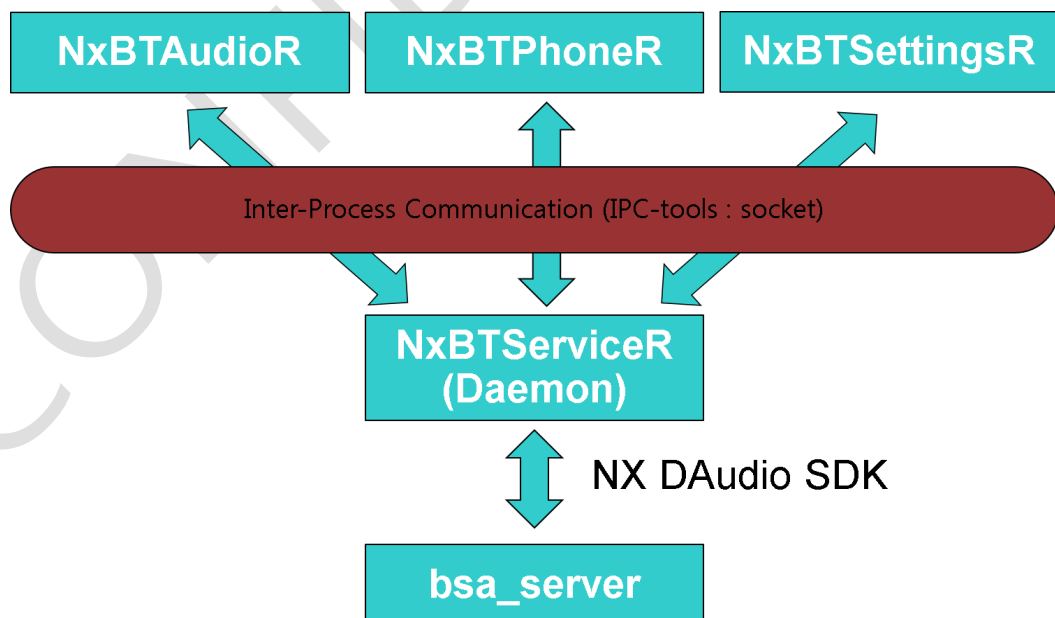 NxBTAudioR
NxBTPhoneR
NxBTSettingsR
Inter-Process Communication (IPC-tools : socket)
NxBTServiceR
(Daemon)
NX DAudio SDK
bsa_server